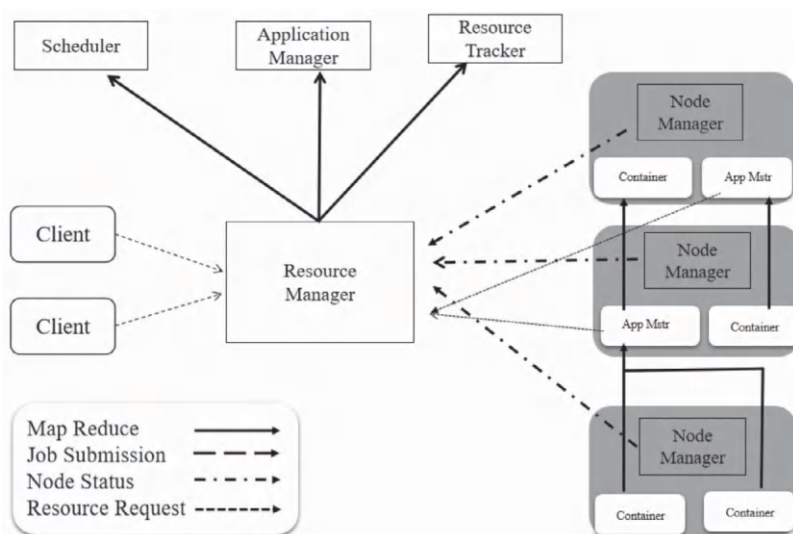 Scheduler
Application
Manager
Resource
Tracker
Node
Manager
Container
App Mstr
Client
Resource
Manager
Node
Manager
Client
App Mstr
Container
Map Reduce
Job Submission
Node Status
Resource Request
Node
Manager
Container
Container